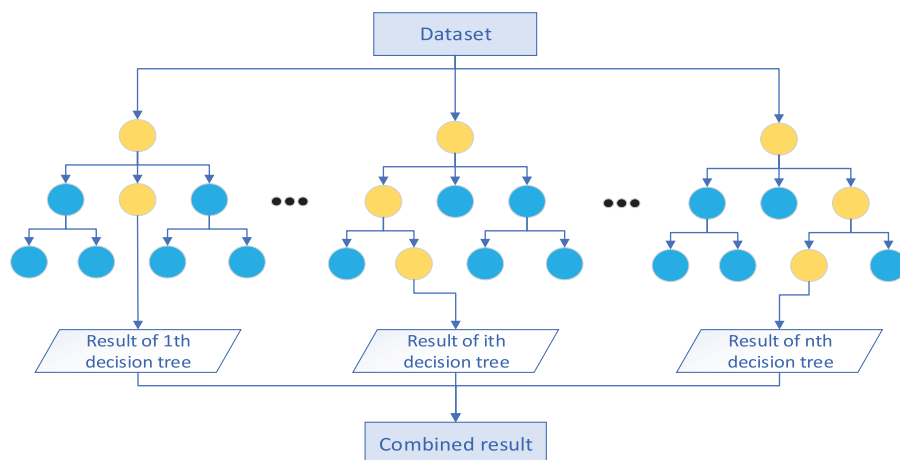 Dataset
Result of 1th
decision tree
Result of ith
decision tree
Result of nth
decision tree
Combined result